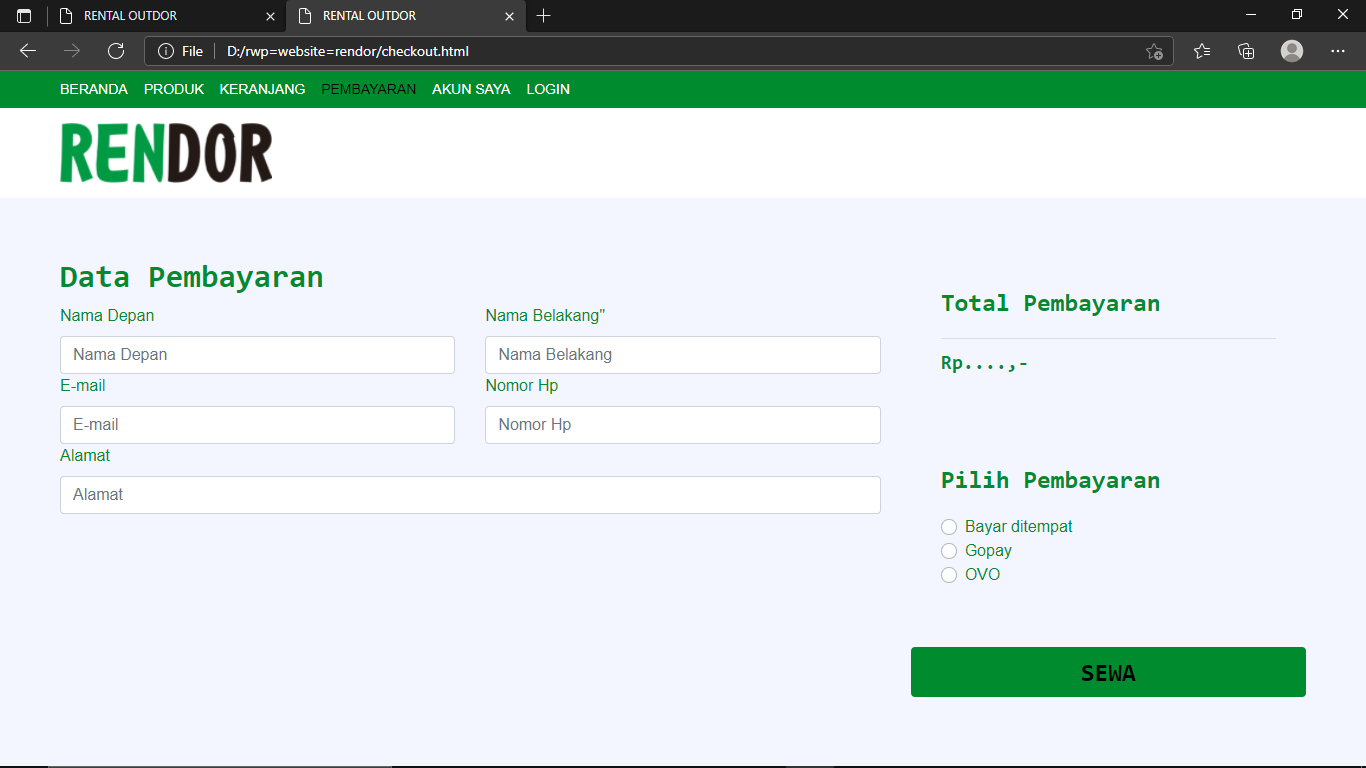 RENTAL OUTDOR RENTAL OUTDOR
File D:/rwp=website=rendor/checkout.html
BERANDA PRODUK KERANJANG PEMBAYARAN AKUN SAYA LOGIN
RENDOR
Data Pembayaran
Nama Depan Nama Belakang"
Nama Depan Nama Belakang
E-mail Nomor Hp
E-mail Nomor Hp
Alamat
Alamat
Total Pembayaran
Rp....,-
Pilih Pembayaran
Bayar ditempat
Gopay
OVO
SEWA